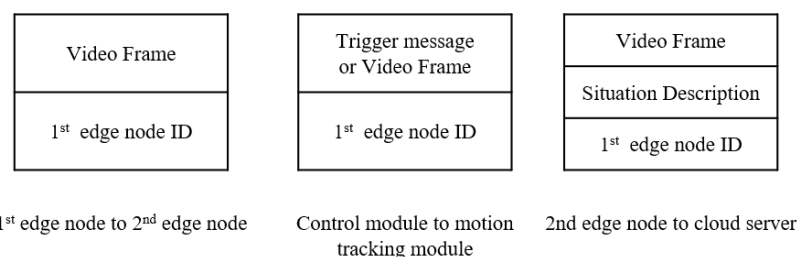 Video Frame
1st edge node ID
1st edge node to 2nd edge node
Trigger message
or Video Frame
1st edge node ID
Control module to motion
tracking module
Video Frame
Situation Description
1st edge node ID
2nd edge node to cloud server